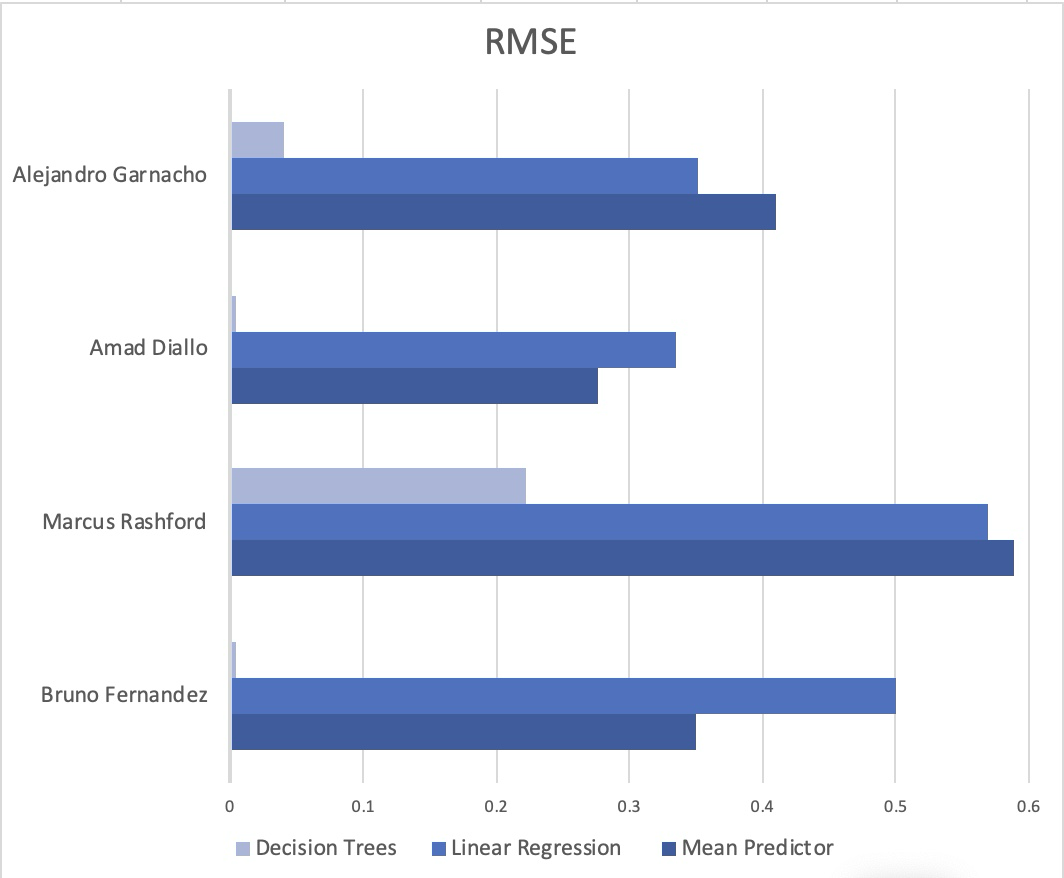 RMSE
Alejandro Garnacho
Amad Diallo
Marcus Rashford
Bruno Fernandez
0 0.1 0.2 0.3 0.4 0.5 0.6
Decision Trees Linear Regression Mean Predictor